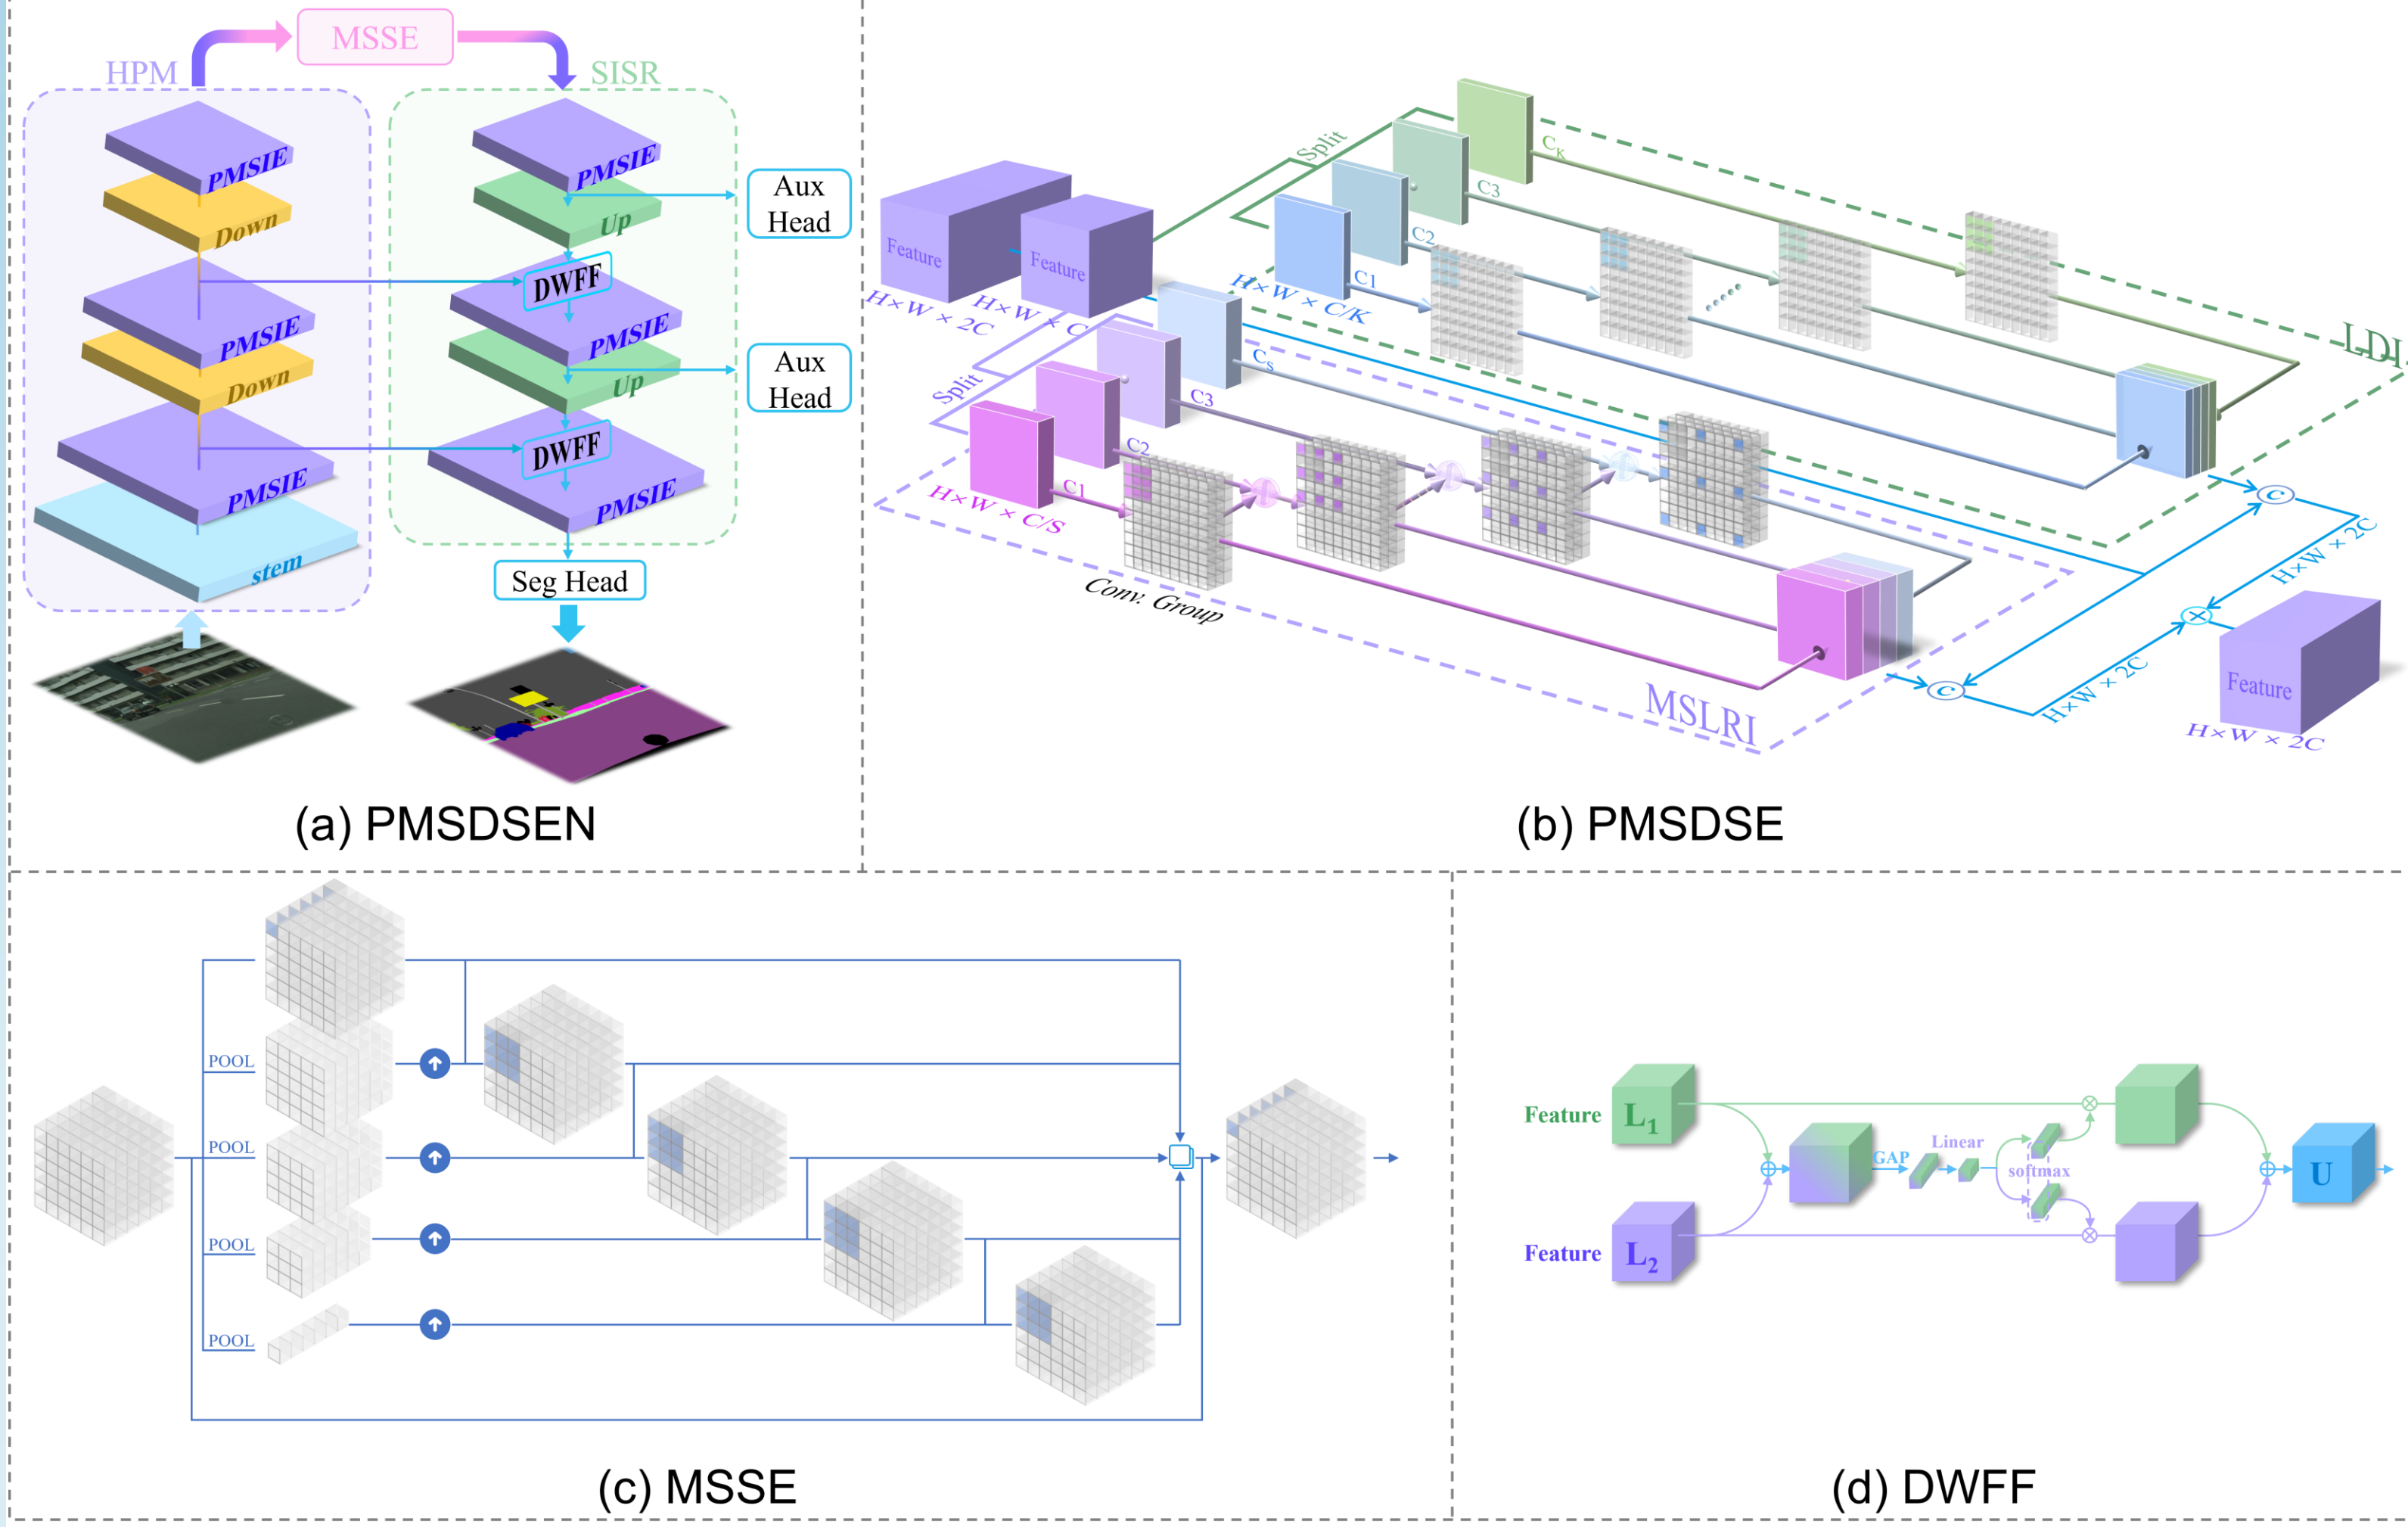 MSSE
HPM
SISR
PMSIE
Down
PMSIE
Down
PMSIE
stem
PMSIE
Up
DWFF
PMSIE
Up
DWFF
PMSIE
Aux
Head
Aux
Head
Seg Head
(a) PMSDSEN
Feature
H×W × 2C
Feature
H×W × C
Split
Split
CK
C3
C2
C1
H×W × C/K
LDI
CS
C3
C2
C1
H×W × C/S
Conv. Group
MSLRI
C
C
H×W × 2C
H×W × 2C
Feature
H×W × 2C
(b) PMSDSE
POOL
POOL
POOL
POOL
(c) MSSE
Feature
L1
Feature
L2
GAP
Linear
softmax
U
(d) DWFF